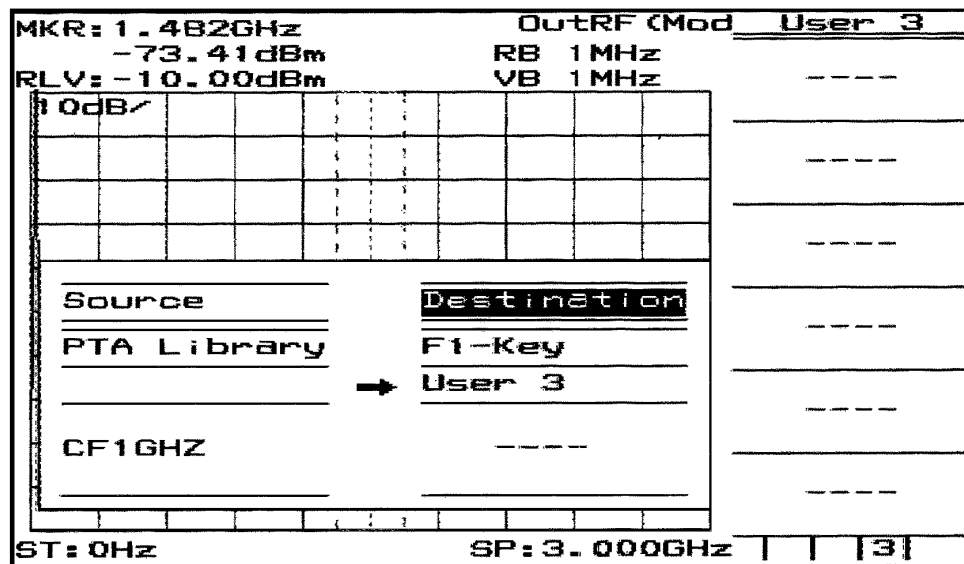 MKR:1.482GHz OutRF(Mod User 3
-73.41dBm RB 1MHz
RLV:-10.00dBm VB 1MHz
----
10dB/
----
----
Source Destination
PTA Library F1-Key
----
➡ User 3
CF1GHZ ----
----
----
ST:0Hz SP:3.000GHz | | |3|